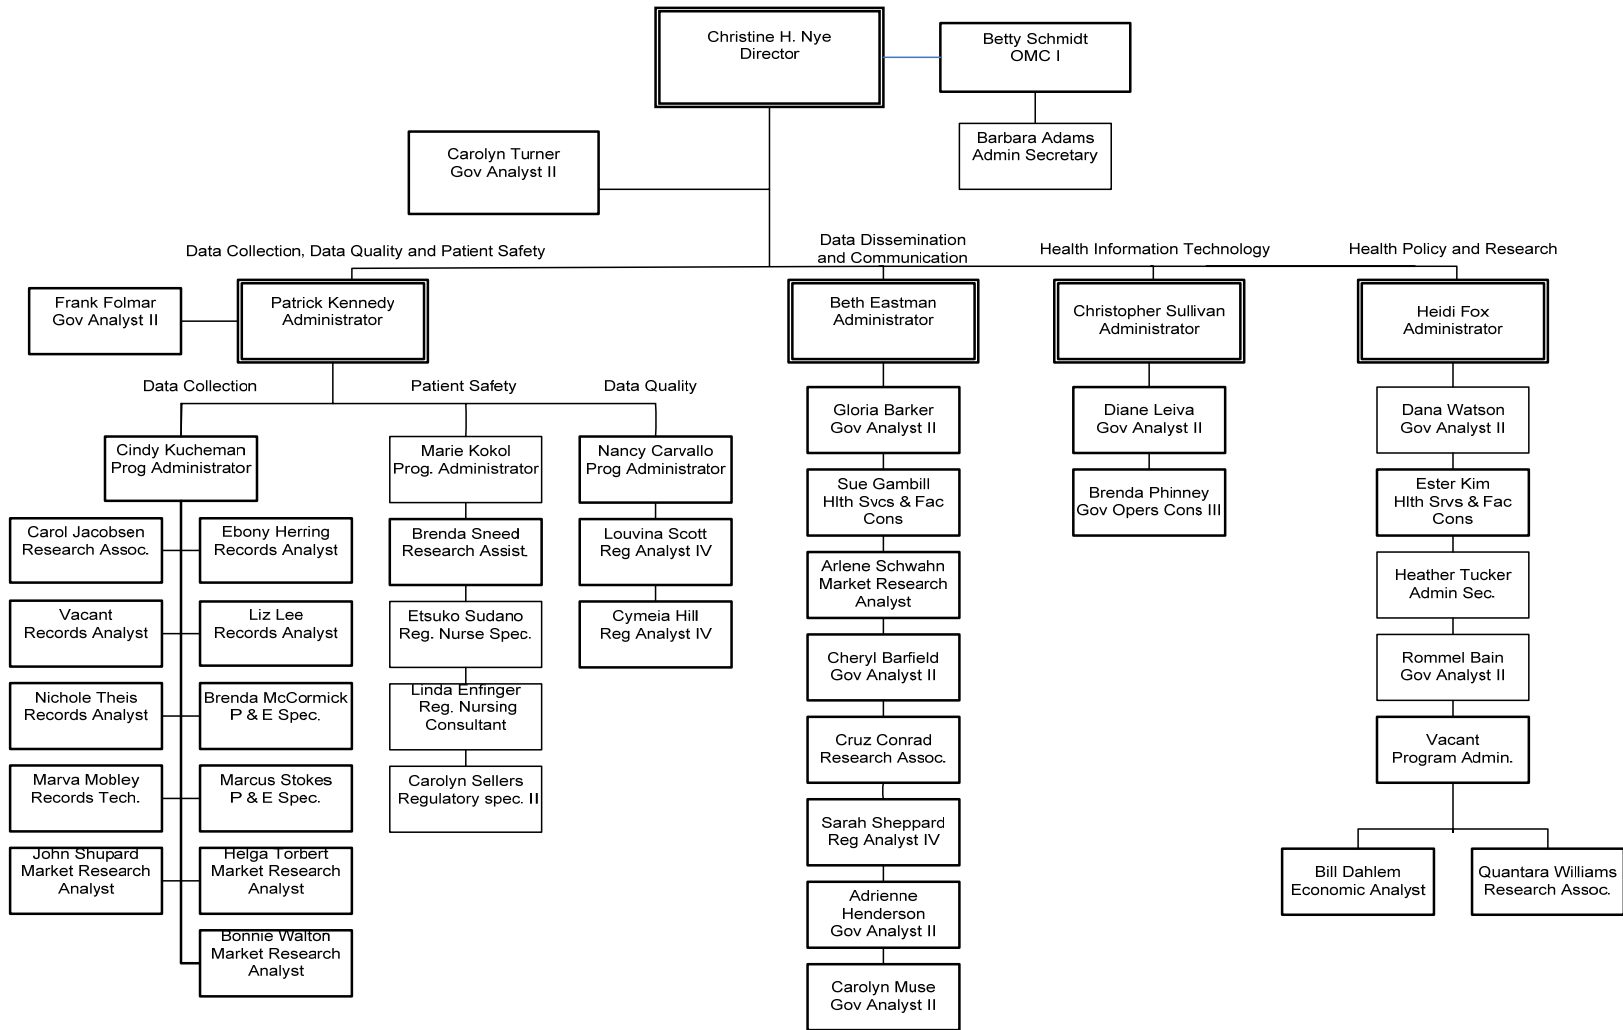 Christine H. Nye
Director
Betty Schmidt
OMC I
Barbara Adams
Admin Secretary
Carolyn Turner
Gov Analyst II
Data Collection, Data Quality and Patient Safety
Data Dissemination
and Communication
Health Information Technology
Health Policy and Research
Frank Folmar
Gov Analyst II
Patrick Kennedy
Administrator
Beth Eastman
Administrator
Christopher Sullivan
Administrator
Heidi Fox
Administrator
Data Collection
Patient Safety
Data Quality
Cindy Kucheman
Prog Administrator
Carol Jacobsen
Research Assoc.
Ebony Herring
Records Analyst
Vacant
Records Analyst
Liz Lee
Records Analyst
Nichole Theis
Records Analyst
Brenda McCormick
P & E Spec.
Marva Mobley
Records Tech.
Marcus Stokes
P & E Spec.
John Shupard
Market Research
Analyst
Helga Torbert
Market Research
Analyst
Bonnie Walton
Market Research
Analyst
Marie Kokol
Prog. Administrator
Brenda Sneed
Research Assist.
Etsuko Sudano
Reg. Nurse Spec.
Linda Enfinger
Reg. Nursing
Consultant
Carolyn Sellers
Regulatory spec. II
Nancy Carvallo
Prog Administrator
Louvina Scott
Reg Analyst IV
Cymeia Hill
Reg Analyst IV
Gloria Barker
Gov Analyst II
Sue Gambill
Hlth Svcs & Fac
Cons
Arlene Schwahn
Market Research
Analyst
Cheryl Barfield
Gov Analyst II
Cruz Conrad
Research Assoc.
Sarah Sheppard
Reg Analyst IV
Adrienne
Henderson
Gov Analyst II
Carolyn Muse
Gov Analyst II
Diane Leiva
Gov Analyst II
Brenda Phinney
Gov Opers Cons III
Dana Watson
Gov Analyst II
Ester Kim
Hlth Srvs & Fac
Cons
Heather Tucker
Admin Sec.
Rommel Bain
Gov Analyst II
Vacant
Program Admin.
Bill Dahlem
Economic Analyst
Quantara Williams
Research Assoc.